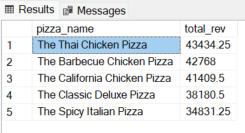 Results Messages
pizza_name total_rev
1 The Thai Chicken Pizza 43434.25
2 The Barbecue Chicken Pizza 42768
3 The California Chicken Pizza 41409.5
4 The Classic Deluxe Pizza 38180.5
5 The Spicy Italian Pizza 34831.25